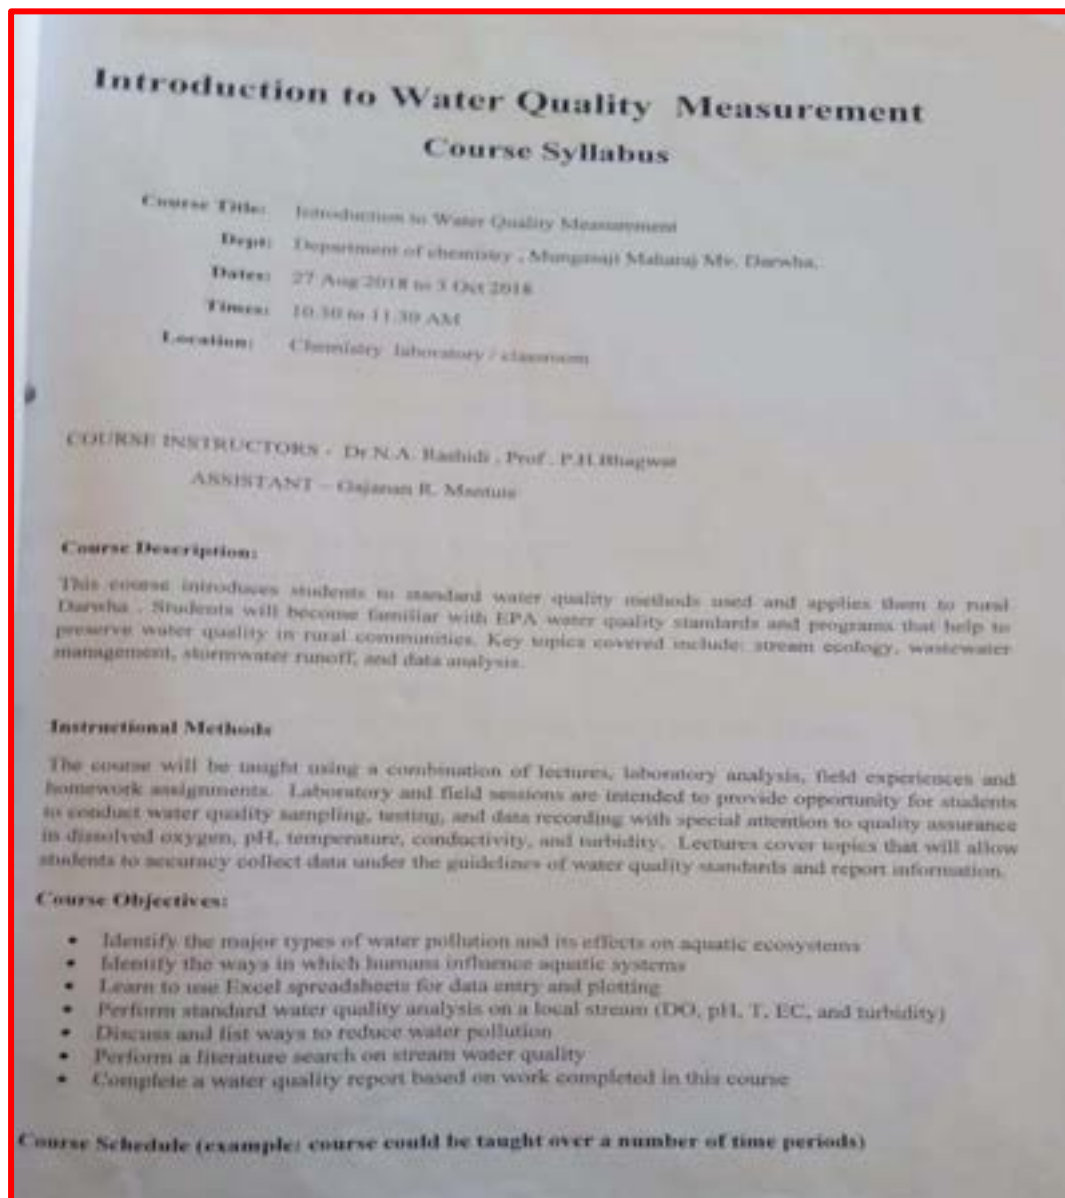 Introduction to Water Quality Measurement
Course Syllabus
Course Title: Introduction to Water Quality Measurement
Dept: Department of chemistry , Mungasaji Maharaj Mv. Darwha.
Dates: 27 Aug 2018 to Oct 2018
Times: 10.30 to 11.30 AM
Location: Chemistry laboratory / classroom
COURSE INSTRUCTORS - Dr N.A. Rashidi , Prof . P.H.Bhagwat
ASSISTANT – Gajanan R.
Course Description:
This course introduces students to standard water quality methods used and applies them to rural
Darwha . Students will become familiar with EPA water quality standards and programs that help to
preserve water quality in rural communities. Key topics covered include: stream ecology, wastewater
management, stormwater runoff, and data analysis.
Instructional Methods
The course will be taught using a combination of lectures, laboratory analysis, field experiences and
homework assignments. Laboratory and field sessions are intended to provide opportunity for students
to conduct water quality sampling, testing, and data recording with special attention to quality assurance
in dissolved oxygen, pH, temperature, conductivity, and turbidity. Lectures cover topics that will allow
students to accuracy collect data under the guidelines of water quality standards and report information.
Course Objectives:
• Identify the major types of water pollution and its effects on aquatic ecosystems
• Identify the ways in which humans influence aquatic systems
• Learn to use Excel spreadsheets for data entry and plotting
• Perform standard water quality analysis on a local stream (DO, pH, T, EC, and turbidity)
• Discuss and list ways to reduce water pollution
• Perform a literature search on stream water quality
• Complete a water quality report based on work completed in this course
Course Schedule (example: course could be taught over a number of time periods)